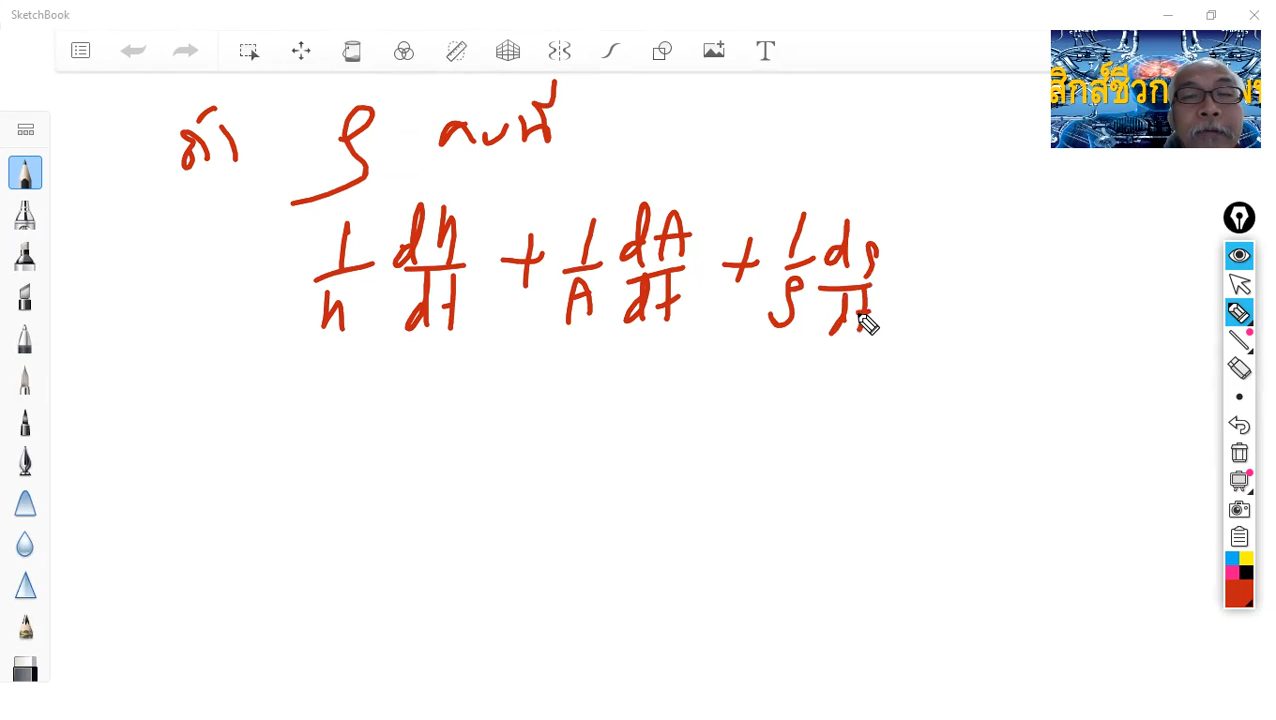 SketchBook
สิกส์ชีวก
ถ้า ρ คงที่
1/h dh/dt + 1/A dA/dt + 1/ρ dρ/dt